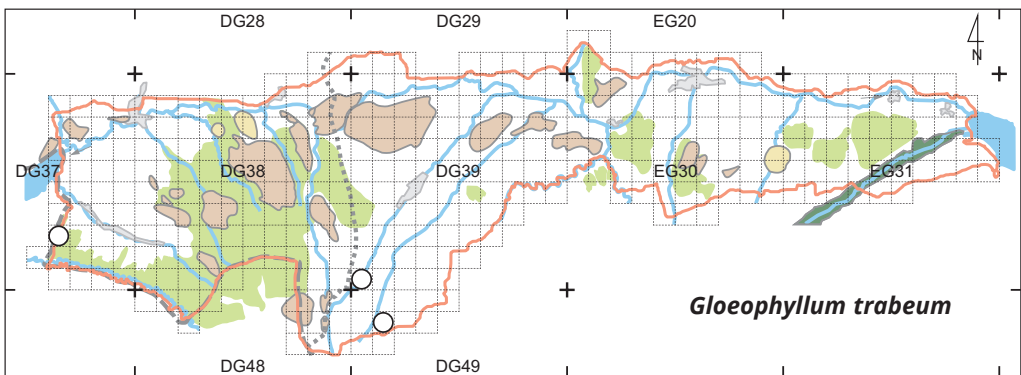 DG28 DG29 EG20
N
DG37 DG38 DG39 EG30 EG31
Gloeophyllum trabeum
DG48 DG49